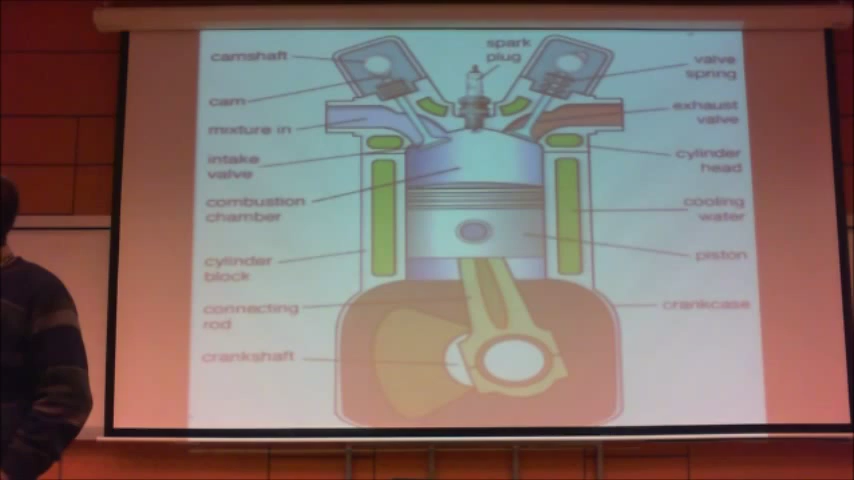 camshaft
cam
mixture in
intake
valve
combustion
chamber
cylinder
block
connecting
rod
crankshaft
spark
plug
valve
spring
exhaust
valve
cylinder
head
cooling
water
piston
crankcase